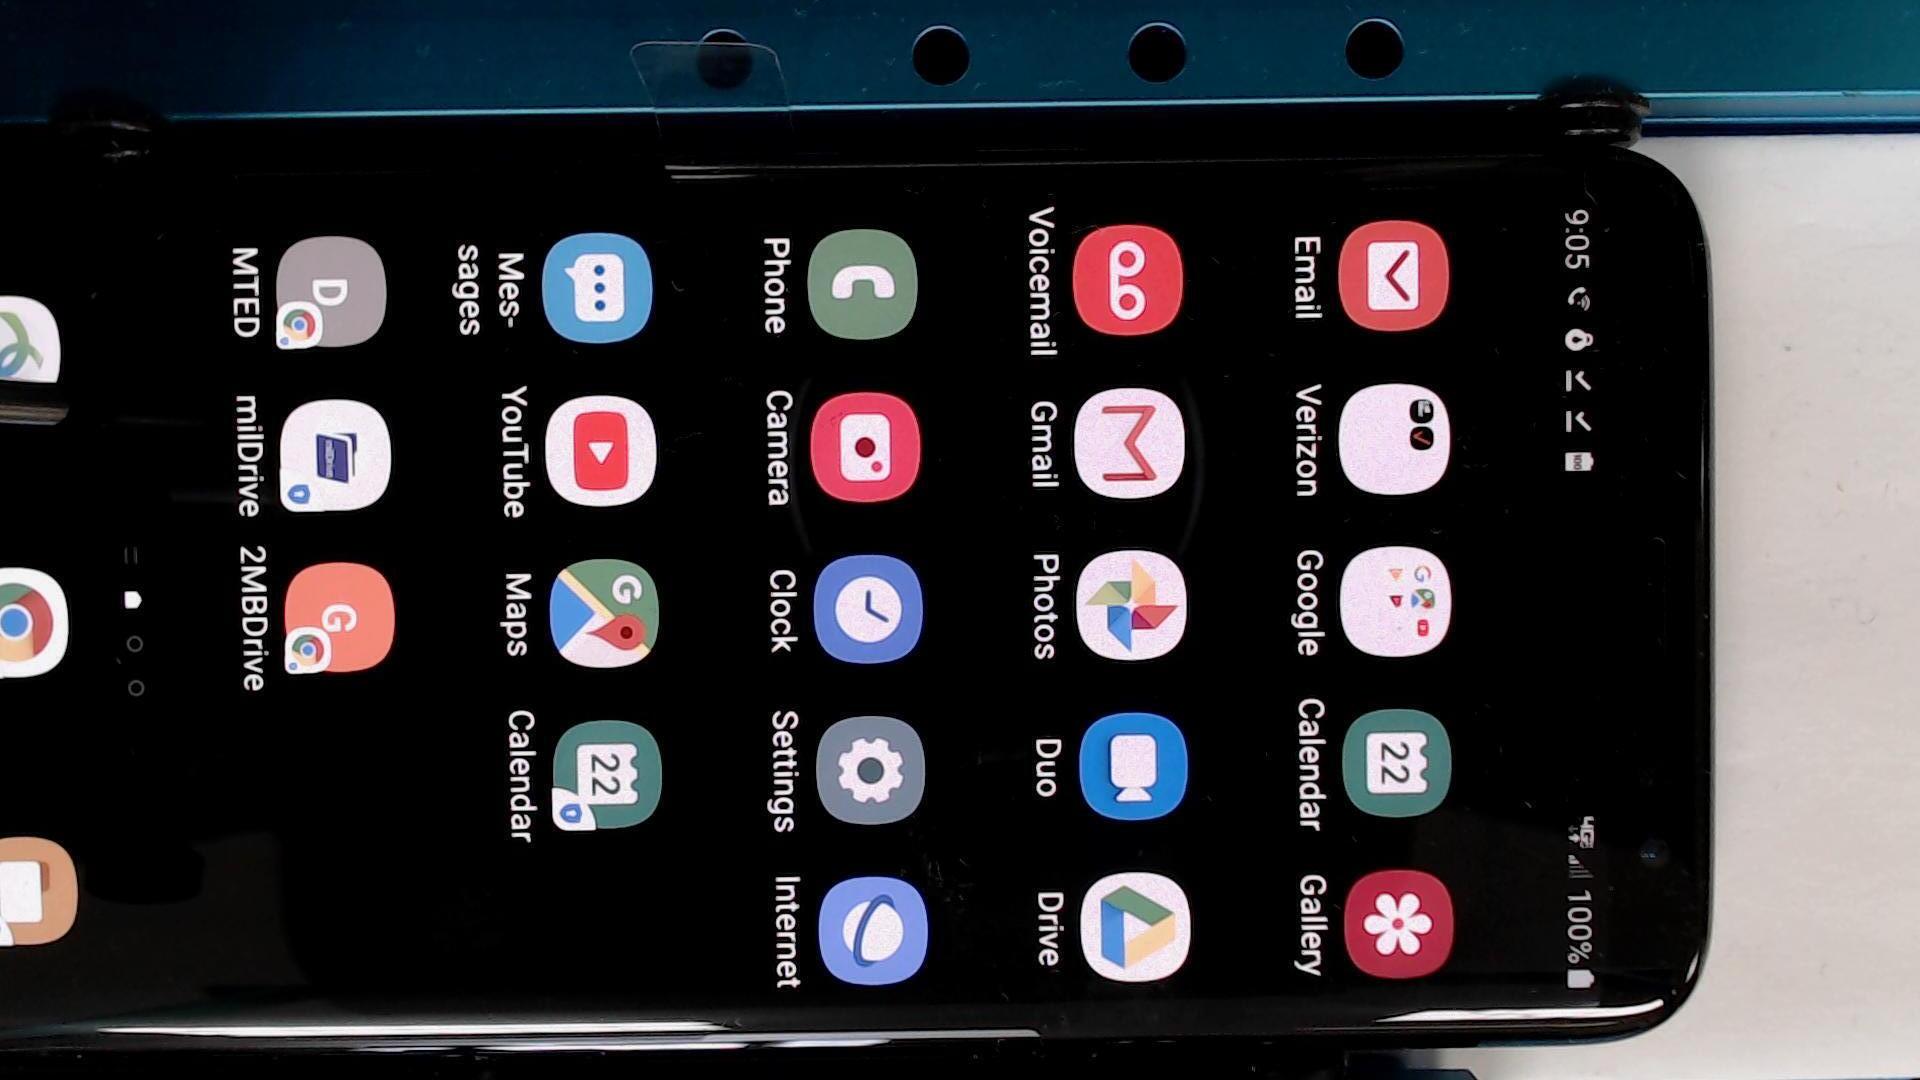 9:05
4G 100%
Email Verizon Google Calendar Gallery
22
Voicemail Gmail Photos Duo Drive
Phone Camera Clock Settings Internet
Mes-
sages YouTube Maps Calendar
G
22
MTED milDrive 2MBDrive
D
G